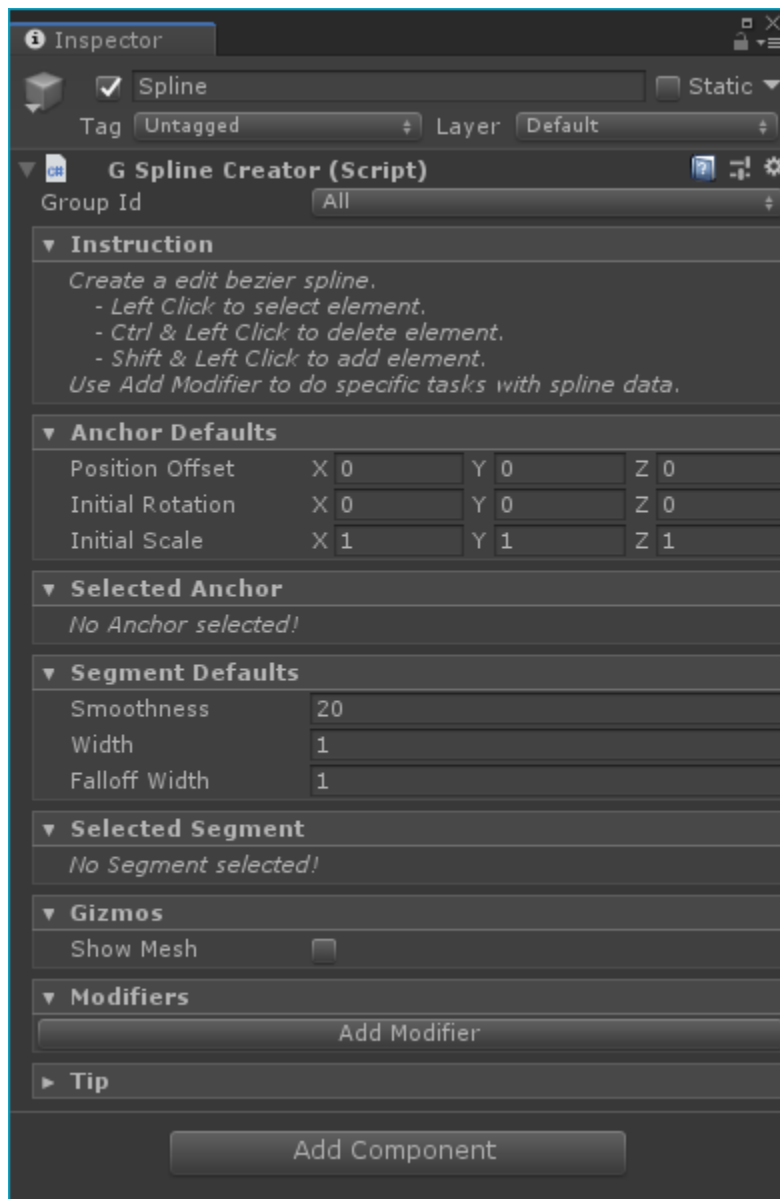 Inspector
Spline Static
Tag Untagged Layer Default
C# G Spline Creator (Script) ?
Group Id All
Instruction
Create a edit bezier spline.
- Left Click to select element.
- Ctrl & Left Click to delete element.
- Shift & Left Click to add element.
Use Add Modifier to do specific tasks with spline data.
Anchor Defaults
Position Offset X 0 Y 0 Z 0
Initial Rotation X 0 Y 0 Z 0
Initial Scale X 1 Y 1 Z 1
Selected Anchor
No Anchor selected!
Segment Defaults
Smoothness 20
Width 1
Falloff Width 1
Selected Segment
No Segment selected!
Gizmos
Show Mesh
Modifiers
Add Modifier
Tip
Add Component